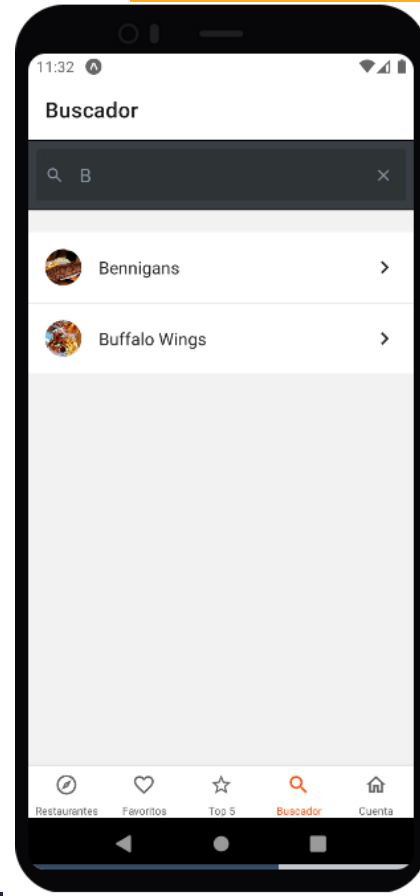 11:32
Buscador
B
Bennigans
Buffalo Wings
Restaurantes Favoritos Top 5 Buscador Cuenta